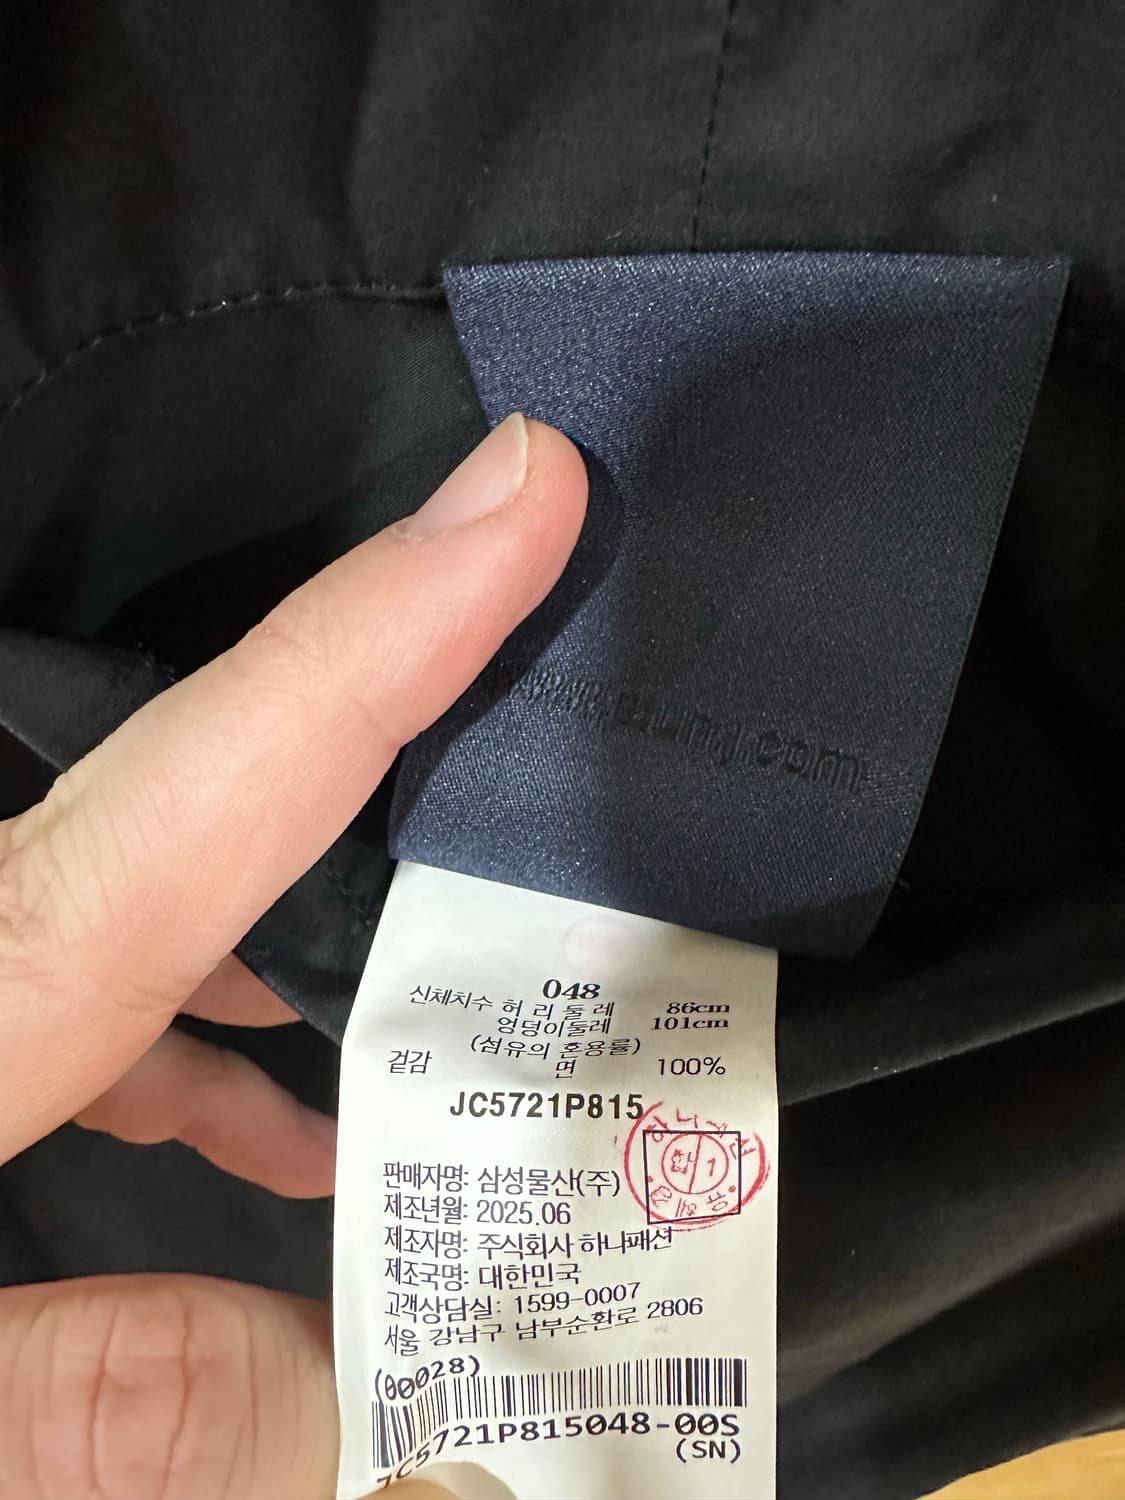 048
신체치수 허 리 둘 레 86cm
엉덩이둘레 101cm
(섬유의 혼용률)
겉감 면 100%
JC5721P815
판매자명: 삼성물산(주)
제조년월: 2025.06
제조자명: 주식회사 하나패션
제조국명: 대한민국
고객상담실: 1599-0007
서울 강남구 남부순환로 2806
(00028)
JC5721P815048-00S
(SN)